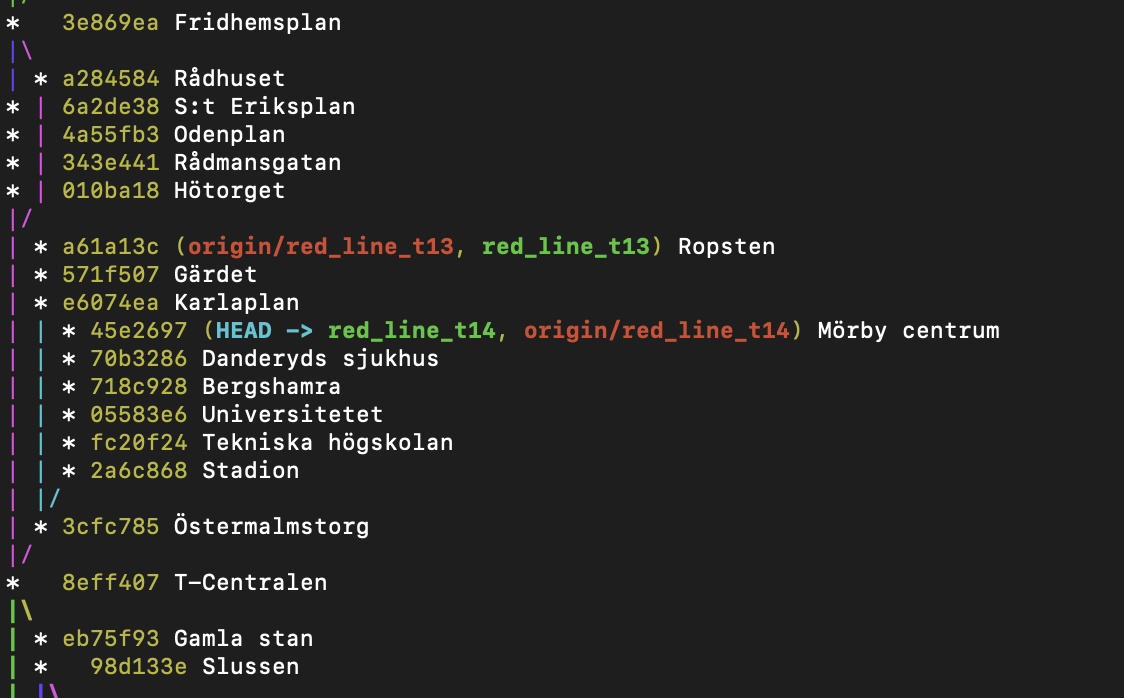 |/
*   3e869ea Fridhemsplan
|\
| * a284584 Rådhuset
* | 6a2de38 S:t Eriksplan
* | 4a55fb3 Odenplan
* | 343e441 Rådmansgatan
* | 010ba18 Hötorget
|/
| * a61a13c (origin/red_line_t13, red_line_t13) Ropsten
| * 571f507 Gärdet
| * e6074ea Karlaplan
| | * 45e2697 (HEAD -> red_line_t14, origin/red_line_t14) Mörby centrum
| | * 70b3286 Danderyds sjukhus
| | * 718c928 Bergshamra
| | * 05583e6 Universitetet
| | * fc20f24 Tekniska högskolan
| | * 2a6c868 Stadion
| |/
| * 3cfc785 Östermalmstorg
|/
*   8eff407 T-Centralen
|\
| * eb75f93 Gamla stan
| *   98d133e Slussen
| |\